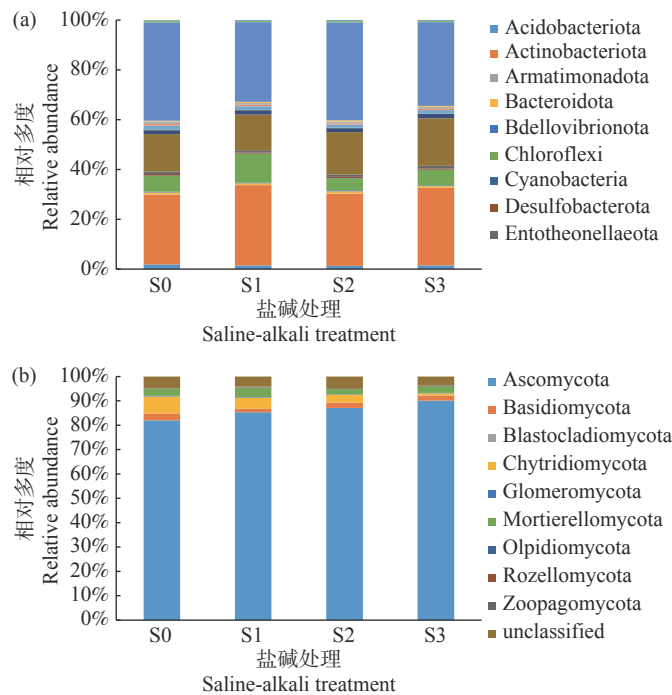 (a)
100%
80%
60%
40%
20%
0%
相对多度
Relative abundance
S0 S1 S2 S3
盐碱处理
Saline-alkali treatment
Acidobacteriota
Actinobacteriota
Armatimonadota
Bacteroidota
Bdellovibrionota
Chloroflexi
Cyanobacteria
Desulfobacterota
Entotheonellaeota
(b)
100%
90%
80%
70%
60%
50%
40%
30%
20%
10%
0%
相对多度
Relative abundance
S0 S1 S2 S3
盐碱处理
Saline-alkali treatment
Ascomycota
Basidiomycota
Blastocladiomycota
Chytridiomycota
Glomeromycota
Mortierellomycota
Olpidiomycota
Rozellomycota
Zoopagomycota
unclassified